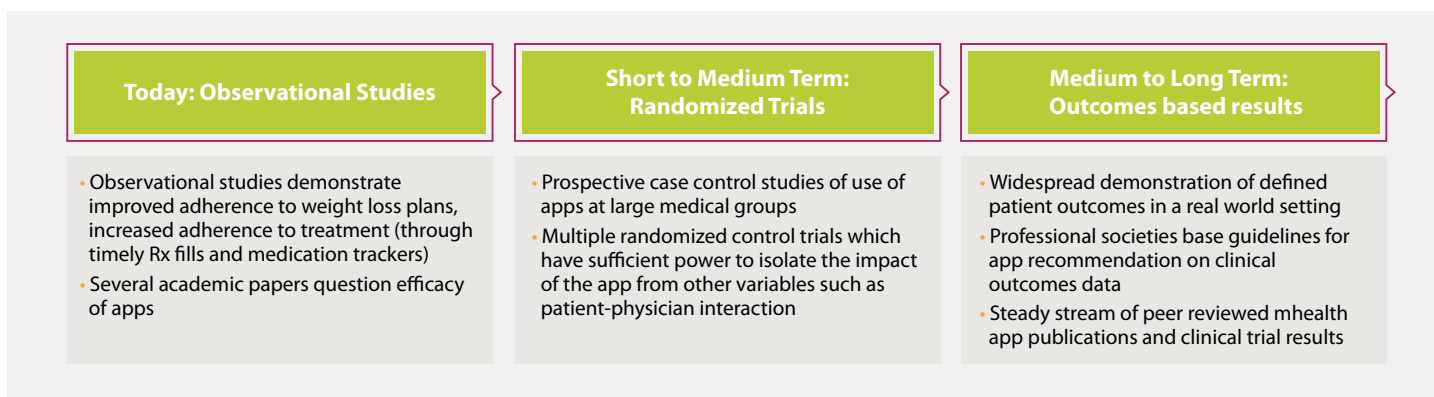 Today: Observational Studies
• Observational studies demonstrate
improved adherence to weight loss plans,
increased adherence to treatment (through
timely Rx fills and medication trackers)
• Several academic papers question efficacy
of apps
Short to Medium Term:
Randomized Trials
• Prospective case control studies of use of
apps at large medical groups
• Multiple randomized control trials which
have sufficient power to isolate the impact
of the app from other variables such as
patient-physician interaction
Medium to Long Term:
Outcomes based results
• Widespread demonstration of defined
patient outcomes in a real world setting
• Professional societies base guidelines for
app recommendation on clinical
outcomes data
• Steady stream of peer reviewed mhealth
app publications and clinical trial results